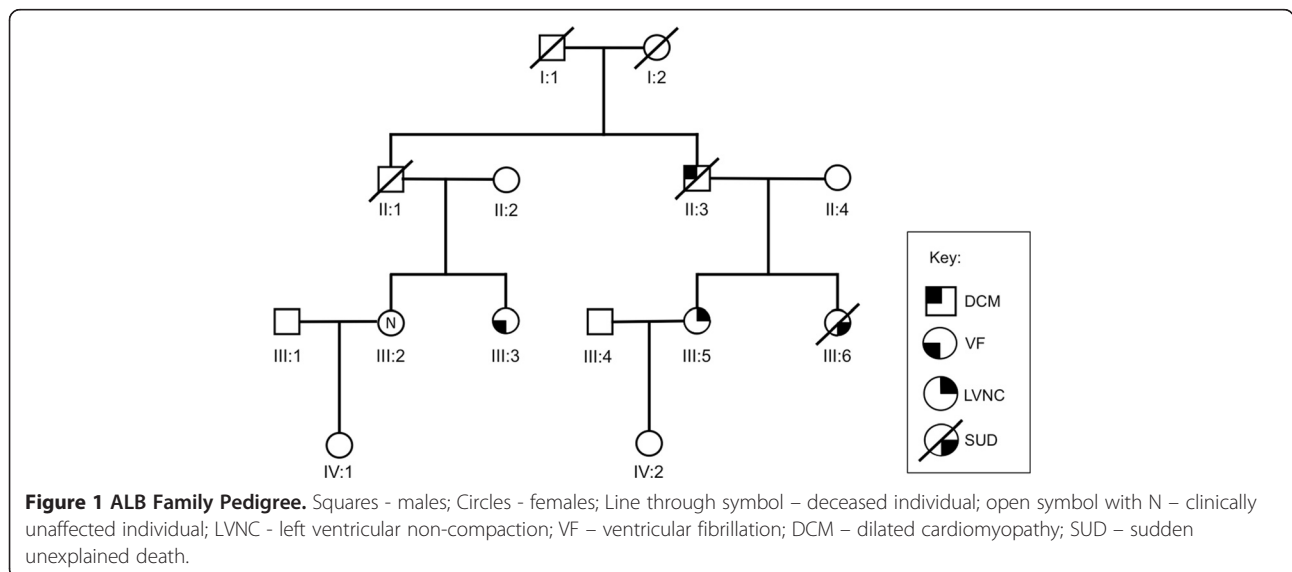 I:1 I:2
II:1 II:2 II:3 II:4
Key:
DCM
VF
LVNC
SUD
N
III:1 III:2 III:3 III:4 III:5 III:6
IV:1 IV:2
Figure 1 ALB Family Pedigree. Squares - males; Circles - females; Line through symbol – deceased individual; open symbol with N – clinically
unaffected individual; LVNC - left ventricular non-compaction; VF – ventricular fibrillation; DCM – dilated cardiomyopathy; SUD – sudden
unexplained death.